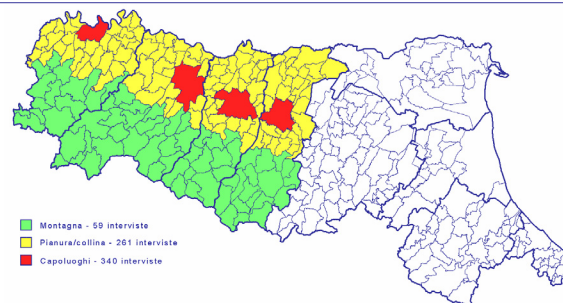 Montagna - 59 interviste
Pianura/collina - 261 interviste
Capoluoghi - 340 interviste